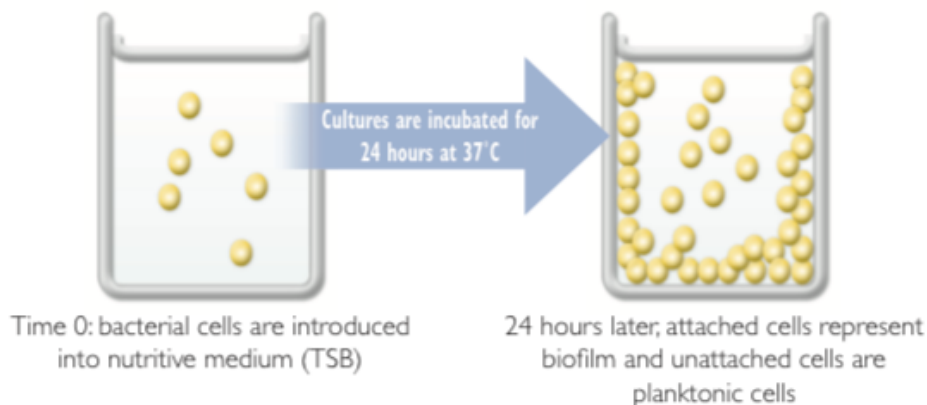 Cultures are incubated for
24 hours at 37°C
Time 0: bacterial cells are introduced
into nutritive medium (TSB)
24 hours later, attached cells represent
biofilm and unattached cells are
planktonic cells